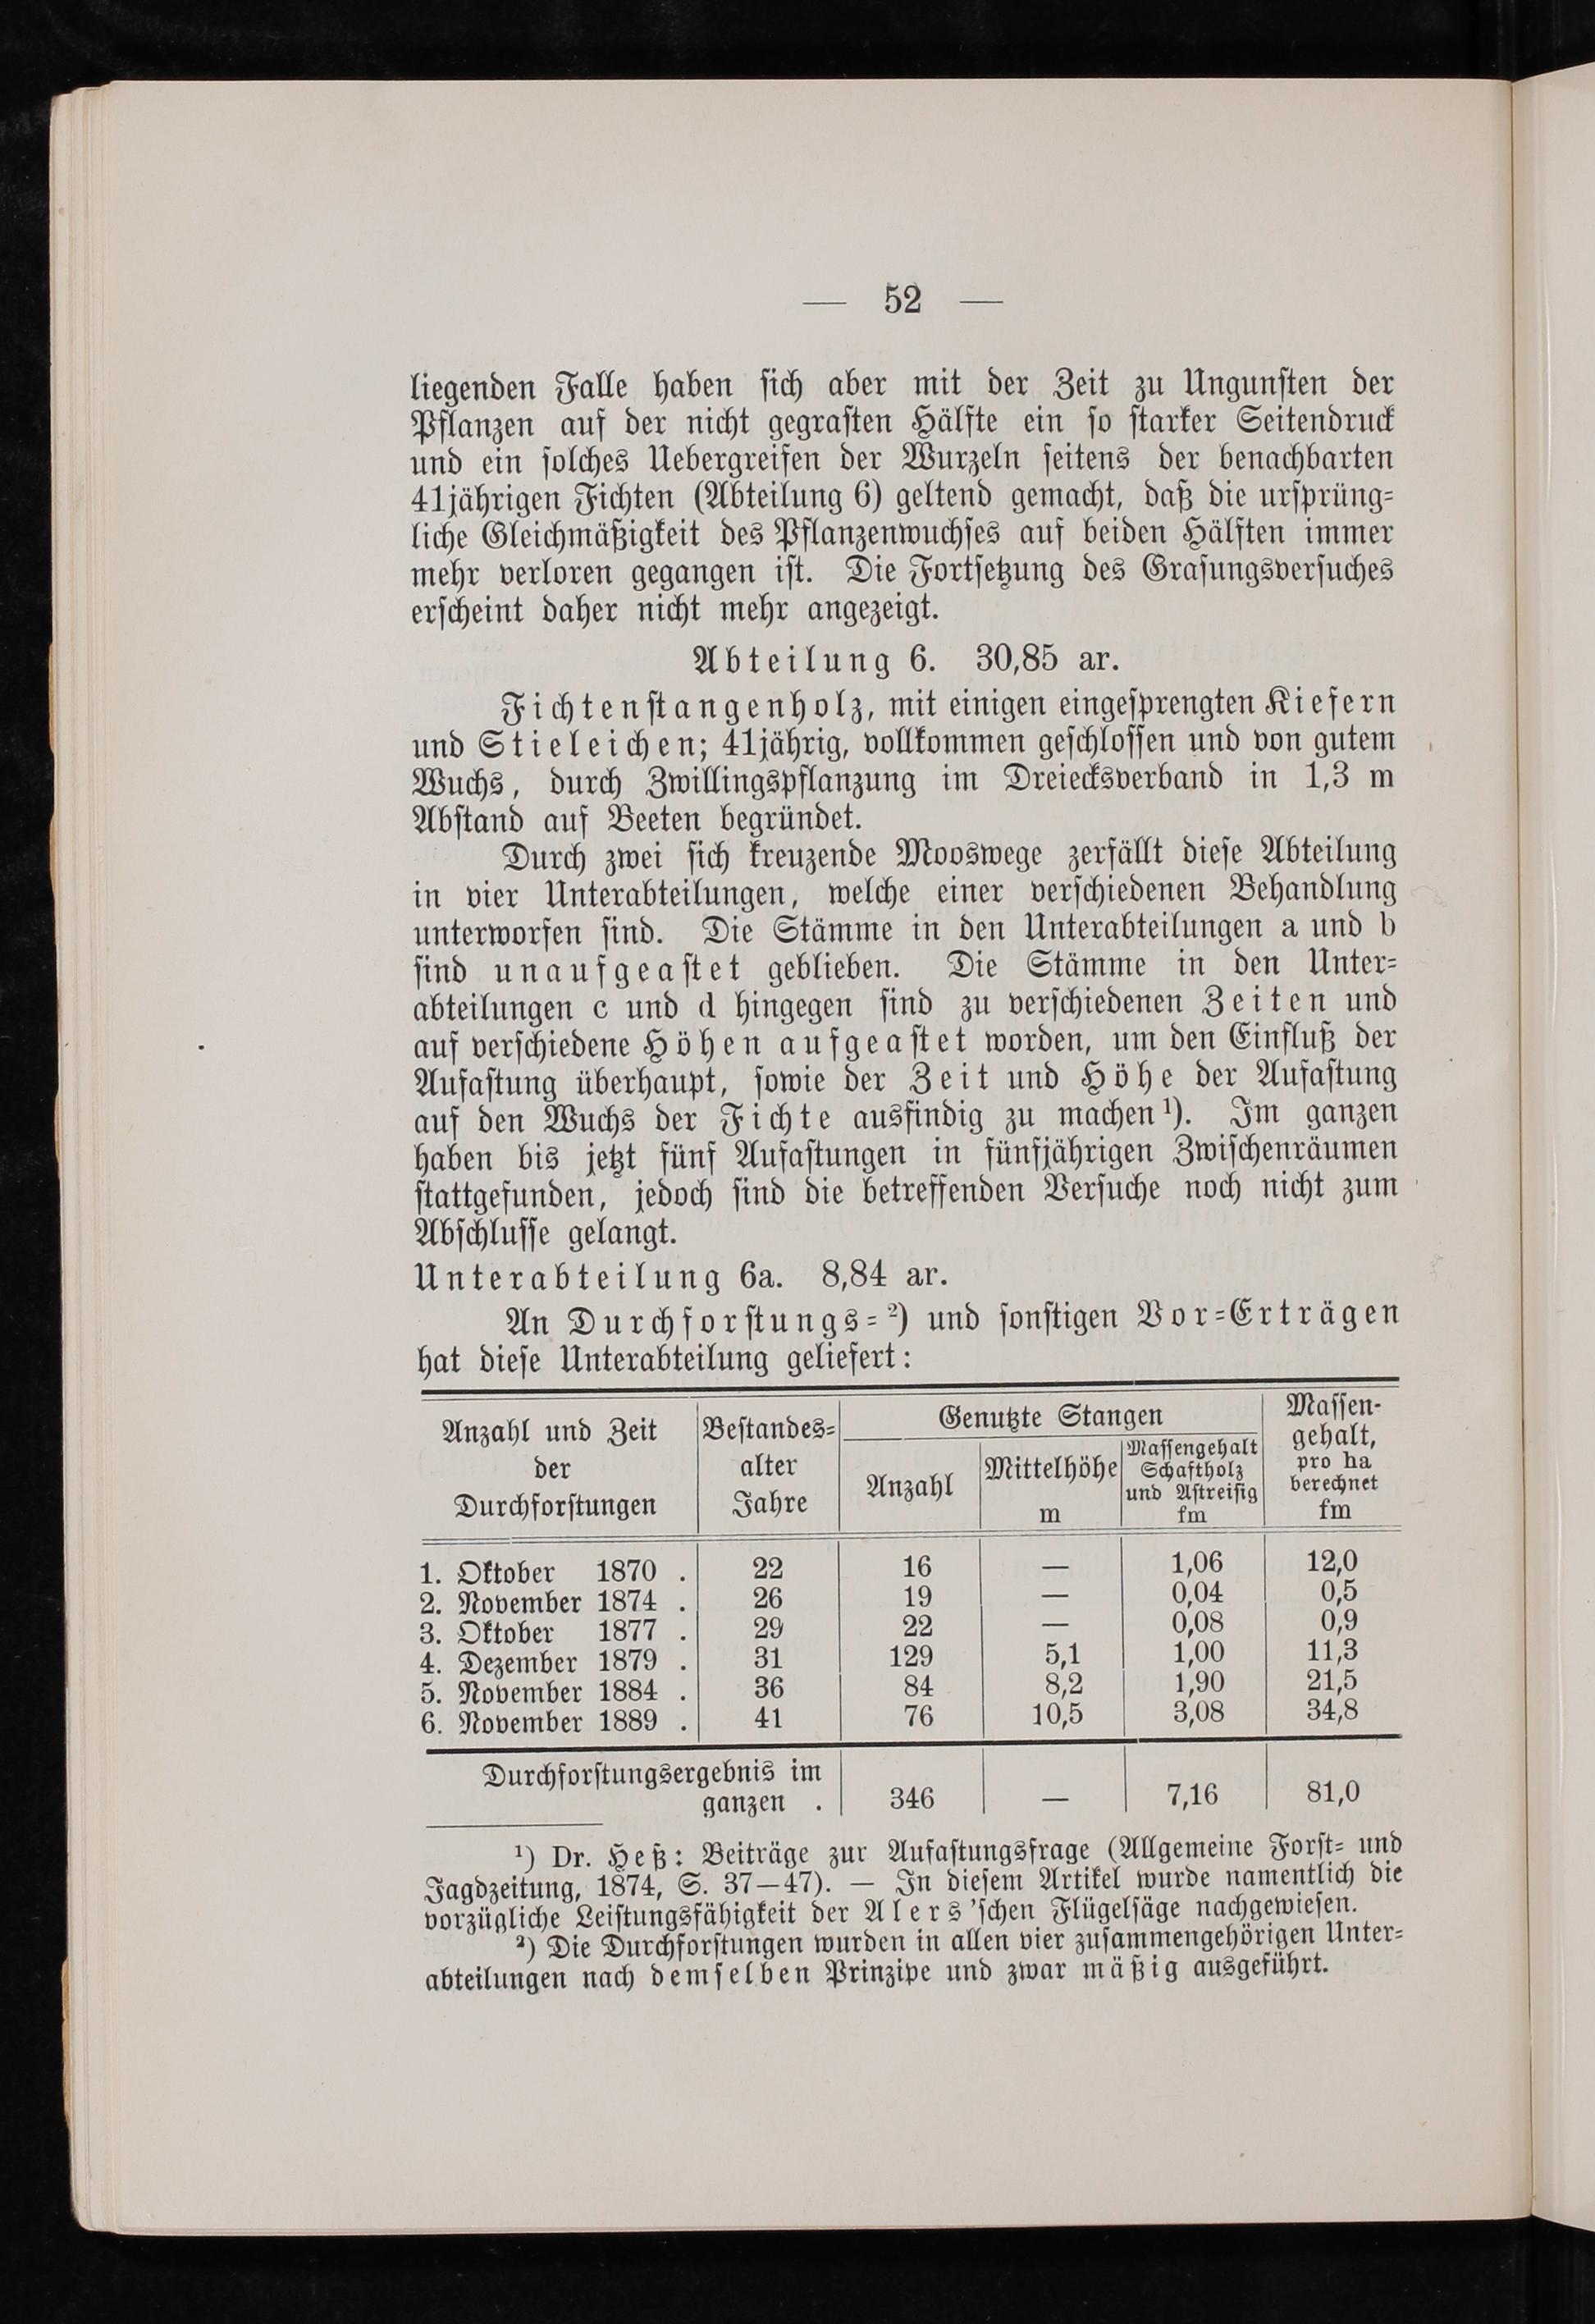 — 52 —
liegenden Falle haben sich aber mit der Zeit zu Ungunsten der
Pflanzen auf der nicht gegrasten Hälfte ein so starker Seitendruck
und ein solches Uebergreifen der Wurzeln seitens der benachbarten
41jährigen Fichten (Abteilung 6) geltend gemacht, daß die ursprüng-
liche Gleichmäßigkeit des Pflanzenwuchses auf beiden Hälften immer
mehr verloren gegangen ist. Die Fortsetzung des Grasungsversuches
erscheint daher nicht mehr angezeigt.
Abteilung 6. 30,85 ar.
Fichtenstangenholz, mit einigen eingesprengten Kiefern
und Stieleichen; 41jährig, vollkommen geschlossen und von gutem
Wuchs, durch Zwillingspflanzung im Dreiecksverband in 1,3 m
Abstand auf Beeten begründet.
Durch zwei sich kreuzende Mooswege zerfällt diese Abteilung
in vier Unterabteilungen, welche einer verschiedenen Behandlung
unterworfen sind. Die Stämme in den Unterabteilungen a und b
sind unaufgeastet geblieben. Die Stämme in den Unter-
abteilungen c und d hingegen sind zu verschiedenen Zeiten und
auf verschiedene Höhen aufgeastet worden, um den Einfluß der
Aufastung überhaupt, sowie der Zeit und Höhe der Aufastung
auf den Wuchs der Fichte ausfindig zu machen¹). Im ganzen
haben bis jetzt fünf Aufastungen in fünfjährigen Zwischenräumen
stattgefunden, jedoch sind die betreffenden Versuche noch nicht zum
Abschlusse gelangt.
Unterabteilung 6a. 8,84 ar.
An Durchforstungs-²) und sonstigen Vor-Erträgen
hat diese Unterabteilung geliefert:
Anzahl und Zeit
der
Durchforstungen
Bestandes-
alter
Jahre
Genutzte Stangen
Anzahl
Mittelhöhe
m
Massengehalt
Schaftholz
und Astreisig
fm
Massen-
gehalt,
pro ha
berechnet
fm
1. Oktober 1870 . 22 16 — 1,06 12,0
2. November 1874 . 26 19 — 0,04 0,5
3. Oktober 1877 . 29 22 — 0,08 0,9
4. Dezember 1879 . 31 129 5,1 1,00 11,3
5. November 1884 . 36 84 8,2 1,90 21,5
6. November 1889 . 41 76 10,5 3,08 34,8
Durchforstungsergebnis im
ganzen . 346 — 7,16 81,0
¹) Dr. Heß: Beiträge zur Aufastungsfrage (Allgemeine Forst- und
Jagdzeitung, 1874, S. 37—47). — In diesem Artikel wurde namentlich die
vorzügliche Leistungsfähigkeit der Alers'schen Flügelsäge nachgewiesen.
²) Die Durchforstungen wurden in allen vier zusammengehörigen Unter-
abteilungen nach demselben Prinzipe und zwar mäßig ausgeführt.